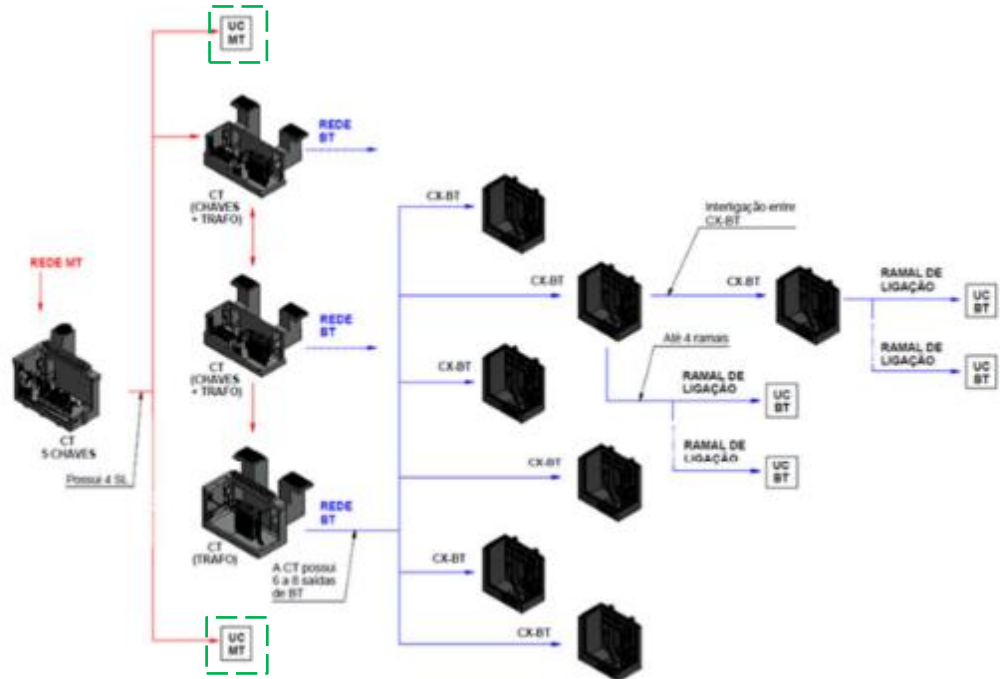 UC
MT
REDE
BT
CT
(CHAVES
+ TRAFO)
CX-BT
Interligação entre
CX-BT
REDE MT
CX-BT
CX-BT
RAMAL DE
LIGAÇÃO
UC
BT
REDE
BT
Até 4 ramais
RAMAL DE
LIGAÇÃO
UC
BT
CT
(CHAVES
+ TRAFO)
CX-BT
RAMAL DE
LIGAÇÃO
UC
BT
CT
5 CHAVES
Possui 4 SL
RAMAL DE
LIGAÇÃO
UC
BT
CX-BT
REDE
BT
CT
(TRAFO)
A CT possui
6 a 8 saídas
de BT
CX-BT
UC
MT
CX-BT